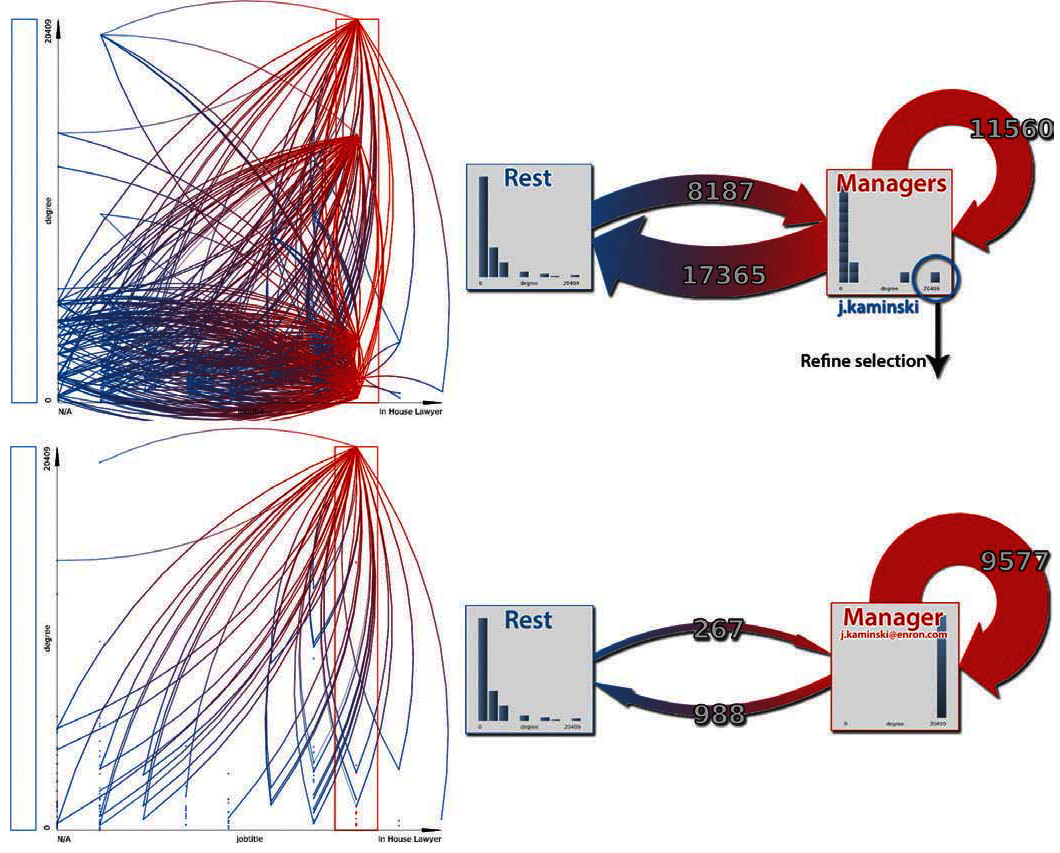 20409
degree
0
N/A
jobtitle
In House Lawyer
Rest
0
degree
20409
8187
17365
Managers
0
degree
20409
11560
j.kaminski
Refine selection
20409
degree
0
N/A
jobtitle
In House Lawyer
Rest
0
degree
20409
267
988
Manager
j.kaminski@enron.com
0
degree
20409
9577